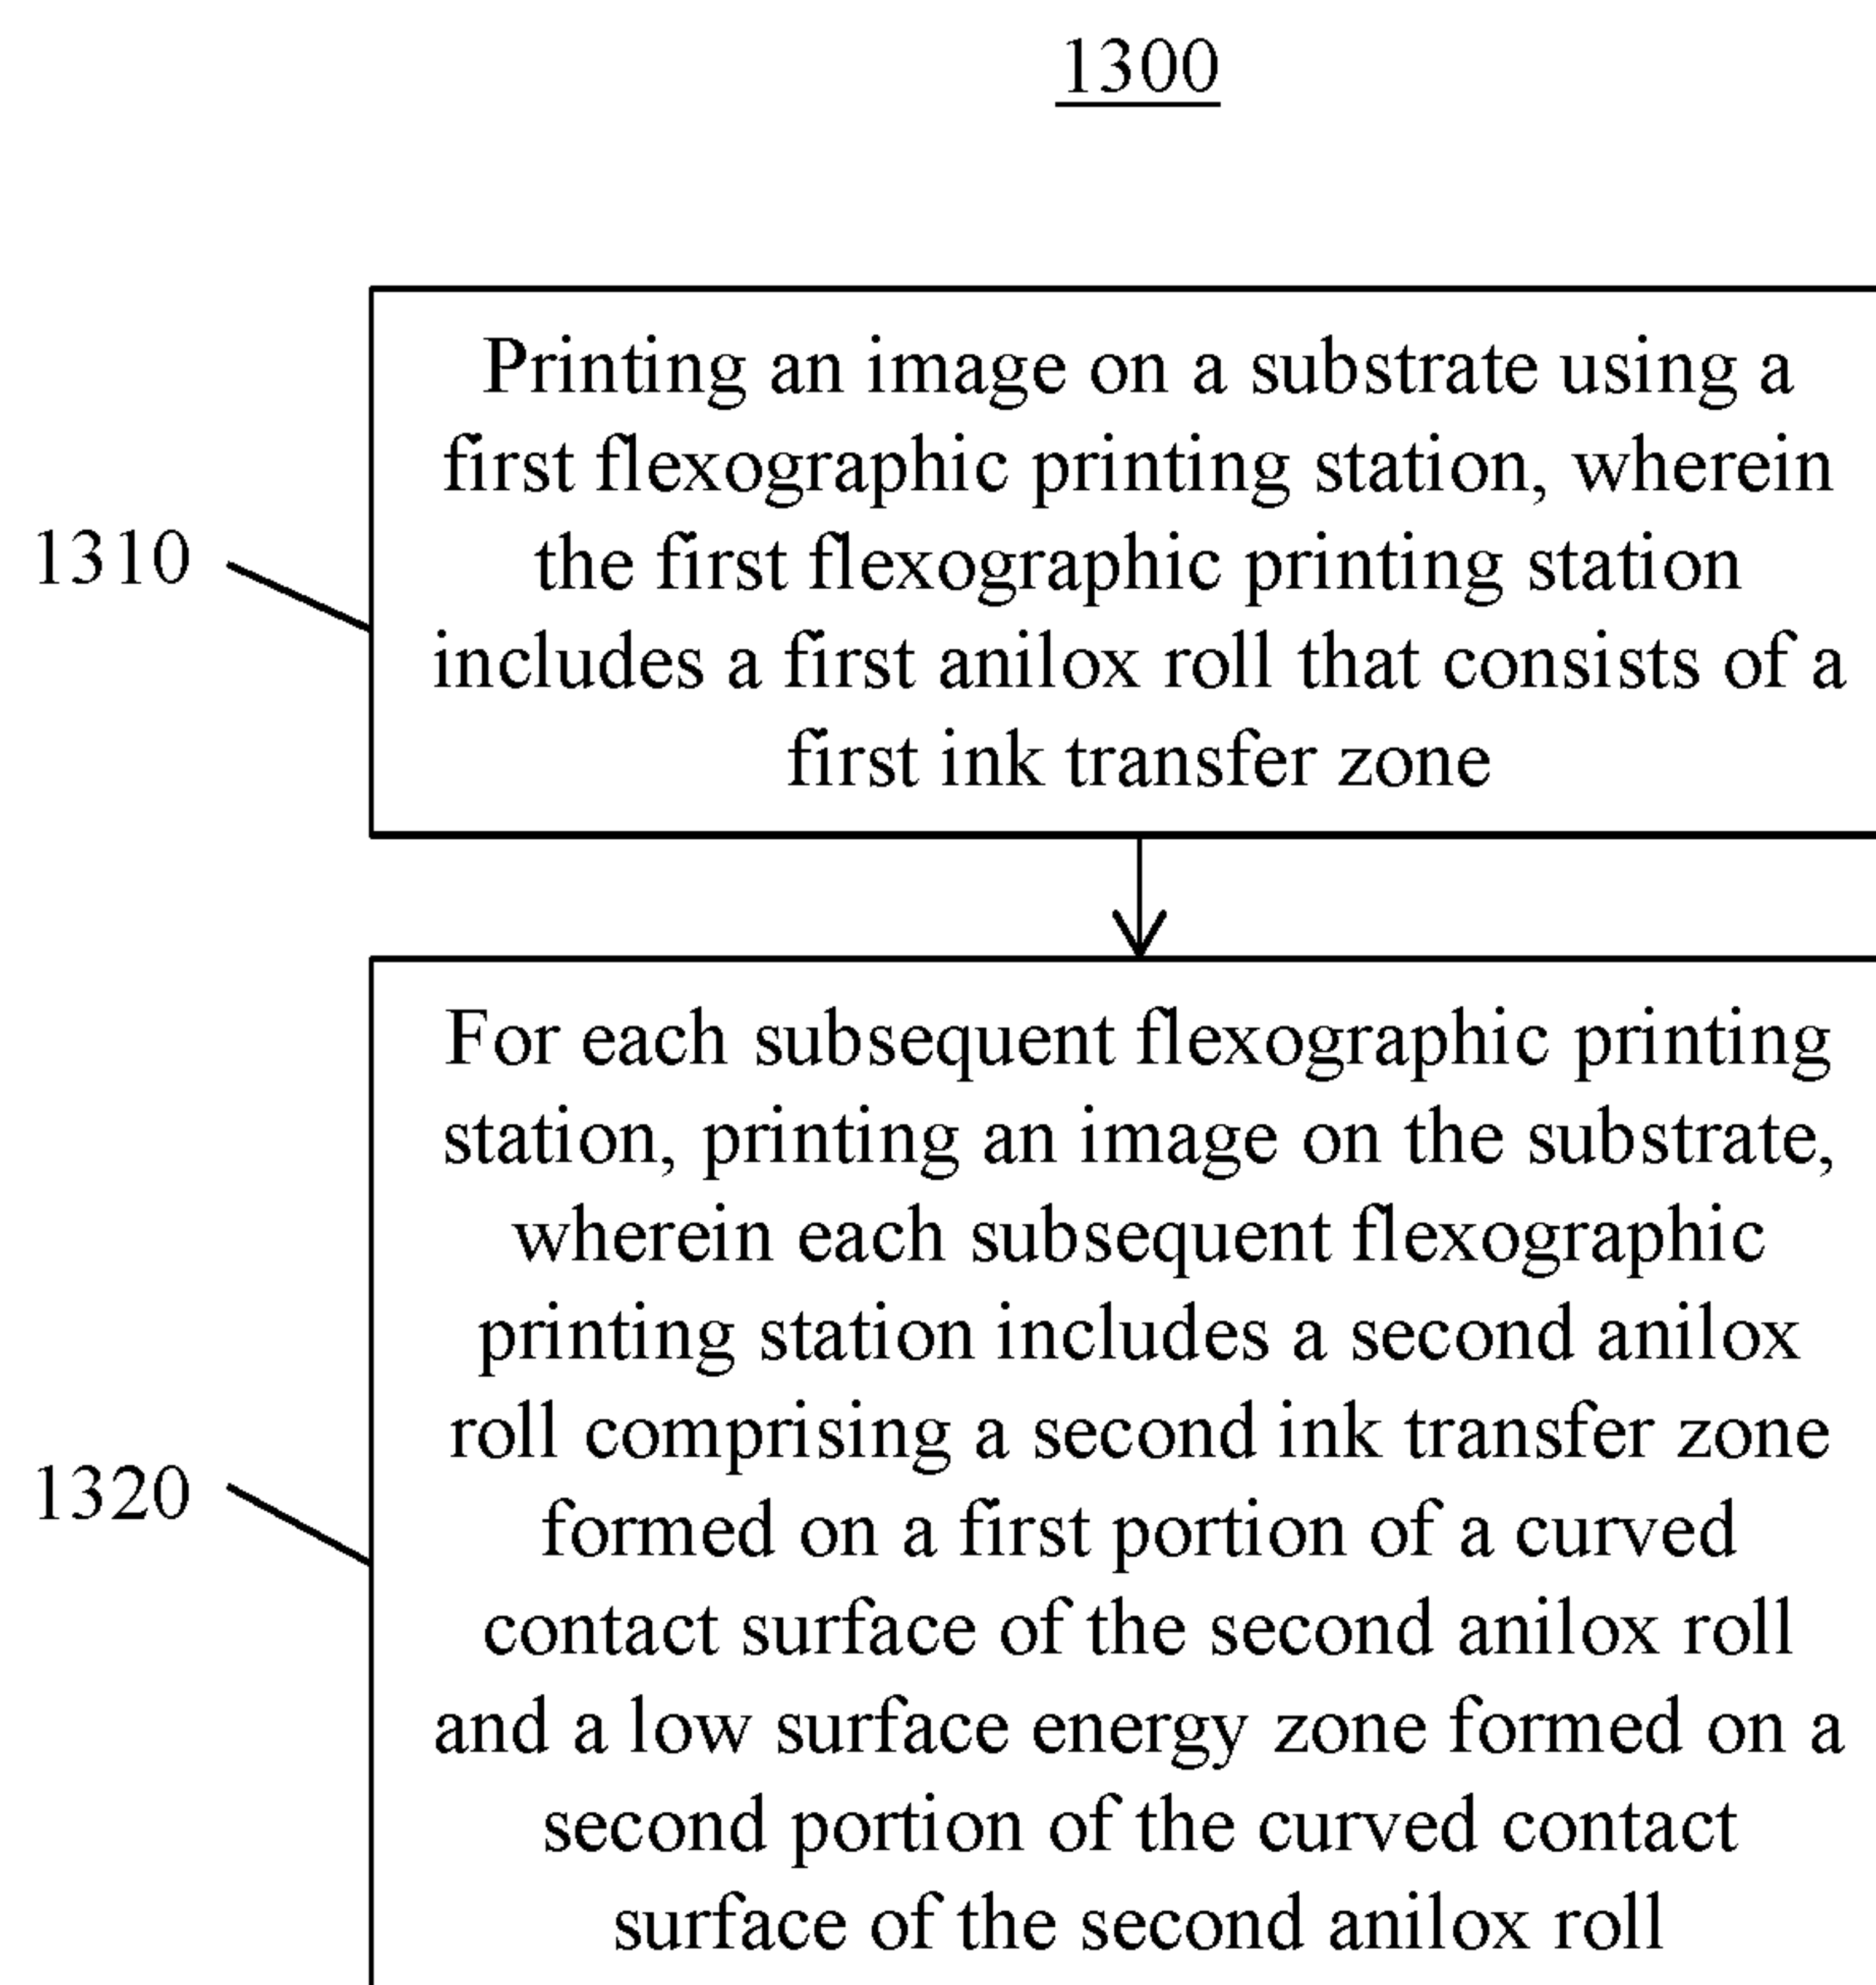 1300
Printing an image on a substrate using a
first flexographic printing station, wherein
the first flexographic printing station
includes a first anilox roll that consists of a
first ink transfer zone
1310
For each subsequent flexographic printing
station, printing an image on the substrate,
wherein each subsequent flexographic
printing station includes a second anilox
roll comprising a second ink transfer zone
formed on a first portion of a curved
contact surface of the second anilox roll
and a low surface energy zone formed on a
second portion of the curved contact
surface of the second anilox roll
1320